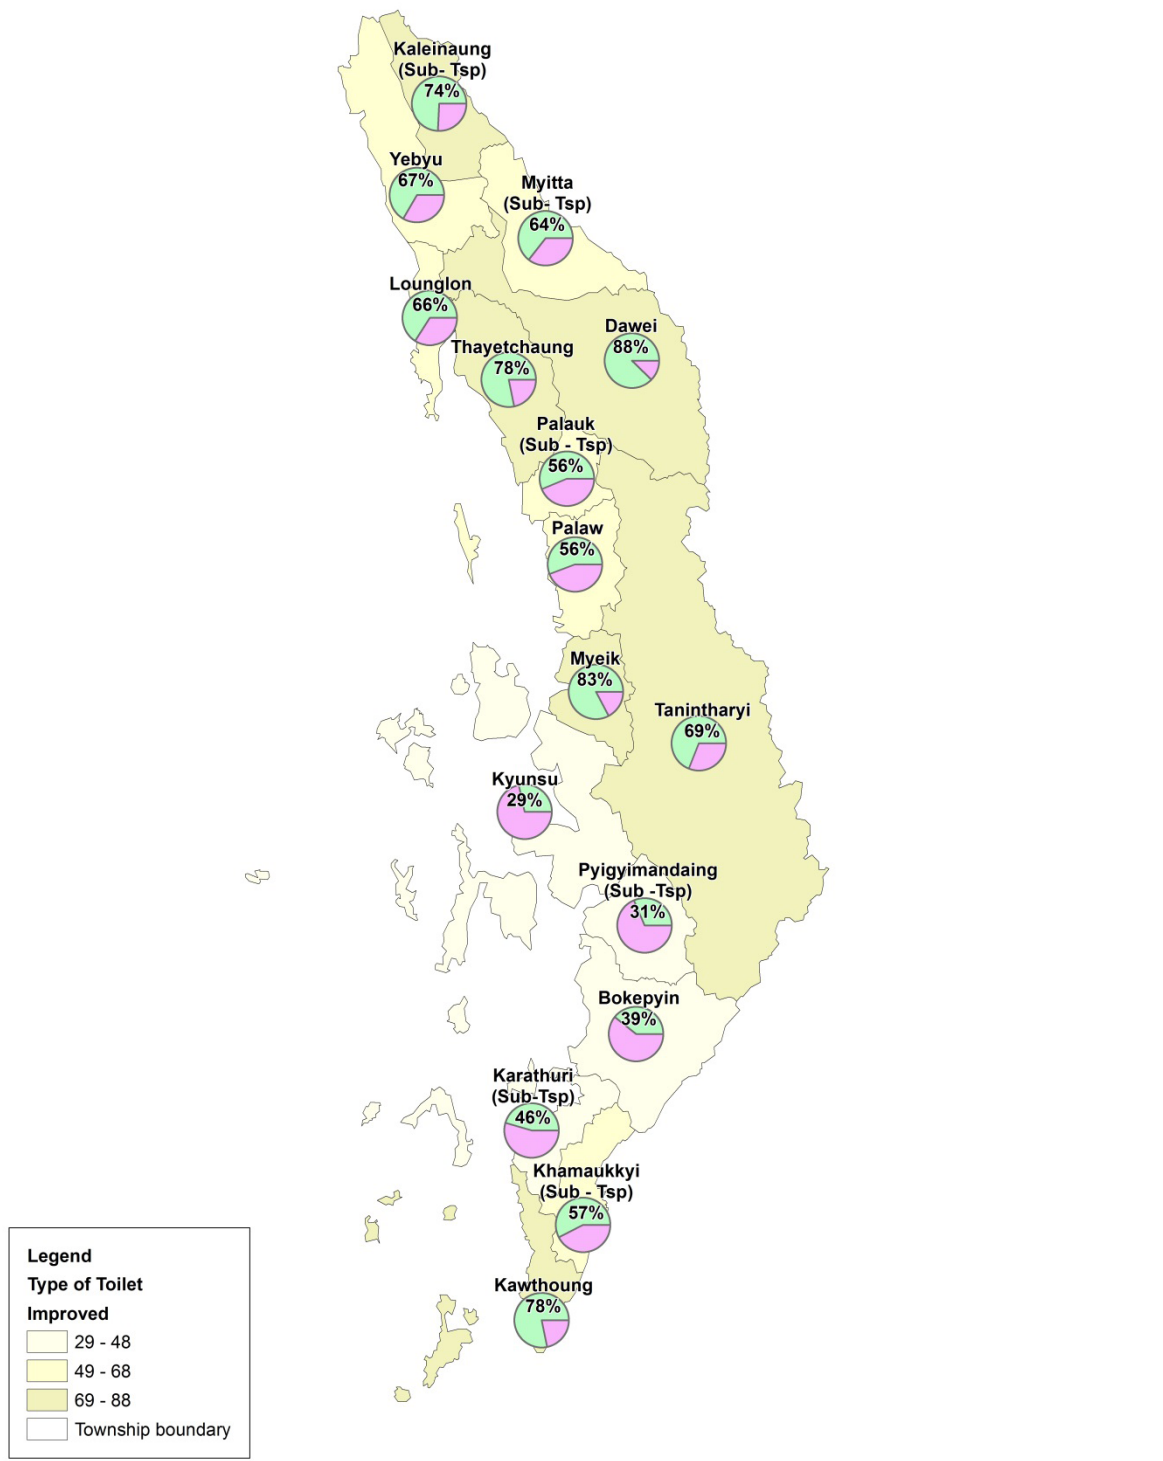 Kaleinaung
(Sub- Tsp)
74%
Yebyu
67%
Myitta
(Sub- Tsp)
64%
Lounglon
66%
Dawei
88%
Thayetchaung
78%
Palauk
(Sub - Tsp)
56%
Palaw
56%
Myeik
83%
Tanintharyi
69%
Kyunsu
29%
Pyigyimandaing
(Sub -Tsp)
31%
Bokepyin
39%
Karathuri
(Sub-Tsp)
46%
Khamaukkyi
(Sub - Tsp)
57%
Kawthoung
78%
Legend
Type of Toilet
Improved
29 - 48
49 - 68
69 - 88
Township boundary